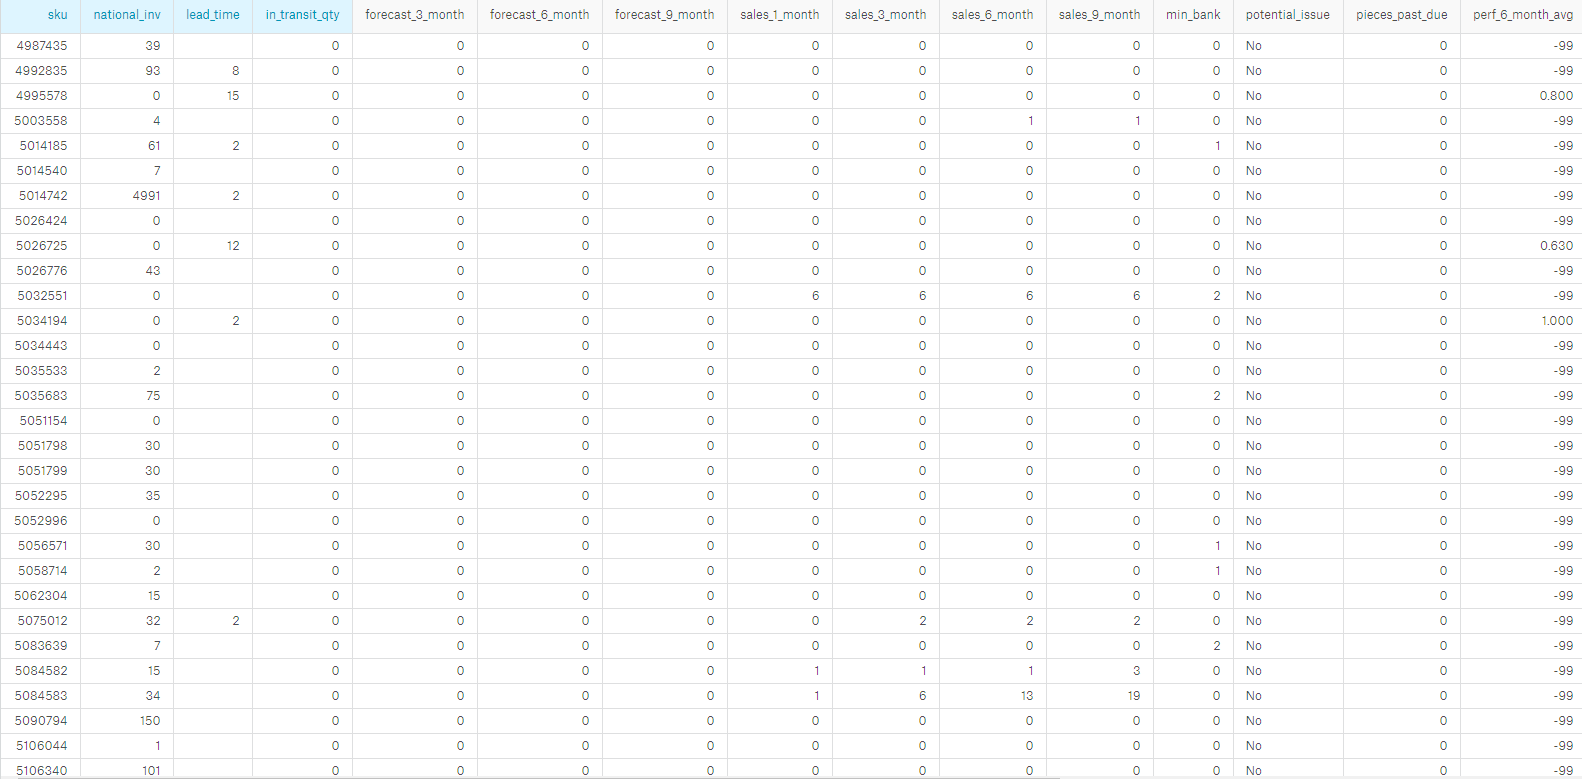 sku national_inv lead_time in_transit_qty forecast_3_month forecast_6_month forecast_9_month sales_1_month sales_3_month sales_6_month sales_9_month min_bank potential_issue pieces_past_due perf_6_month_avg
4987435 39 0 0 0 0 0 0 0 0 0 No 0 -99
4992835 93 8 0 0 0 0 0 0 0 0 0 No 0 -99
4995578 0 15 0 0 0 0 0 0 0 0 0 No 0 0.800
5003558 4 0 0 0 0 0 0 1 1 0 No 0 -99
5014185 61 2 0 0 0 0 0 0 0 0 1 No 0 -99
5014540 7 0 0 0 0 0 0 0 0 0 No 0 -99
5014742 4991 2 0 0 0 0 0 0 0 0 0 No 0 -99
5026424 0 0 0 0 0 0 0 0 0 0 No 0 -99
5026725 0 12 0 0 0 0 0 0 0 0 0 No 0 0.630
5026776 43 0 0 0 0 0 0 0 0 0 No 0 -99
5032551 0 0 0 0 0 6 6 6 6 2 No 0 -99
5034194 0 2 0 0 0 0 0 0 0 0 0 No 0 1.000
5034443 0 0 0 0 0 0 0 0 0 0 No 0 -99
5035533 2 0 0 0 0 0 0 0 0 0 No 0 -99
5035683 75 0 0 0 0 0 0 0 0 2 No 0 -99
5051154 0 0 0 0 0 0 0 0 0 0 No 0 -99
5051798 30 0 0 0 0 0 0 0 0 0 No 0 -99
5051799 30 0 0 0 0 0 0 0 0 0 No 0 -99
5052295 35 0 0 0 0 0 0 0 0 0 No 0 -99
5052996 0 0 0 0 0 0 0 0 0 0 No 0 -99
5056571 30 0 0 0 0 0 0 0 0 1 No 0 -99
5058714 2 0 0 0 0 0 0 0 0 1 No 0 -99
5062304 15 0 0 0 0 0 0 0 0 0 No 0 -99
5075012 32 2 0 0 0 0 0 2 2 2 0 No 0 -99
5083639 7 0 0 0 0 0 0 0 0 2 No 0 -99
5084582 15 0 0 0 0 1 1 1 3 0 No 0 -99
5084583 34 0 0 0 0 1 6 13 19 0 No 0 -99
5090794 150 0 0 0 0 0 0 0 0 0 No 0 -99
5106044 1 0 0 0 0 0 0 0 0 0 No 0 -99
5106340 101 0 0 0 0 0 0 0 0 0 No 0 -99